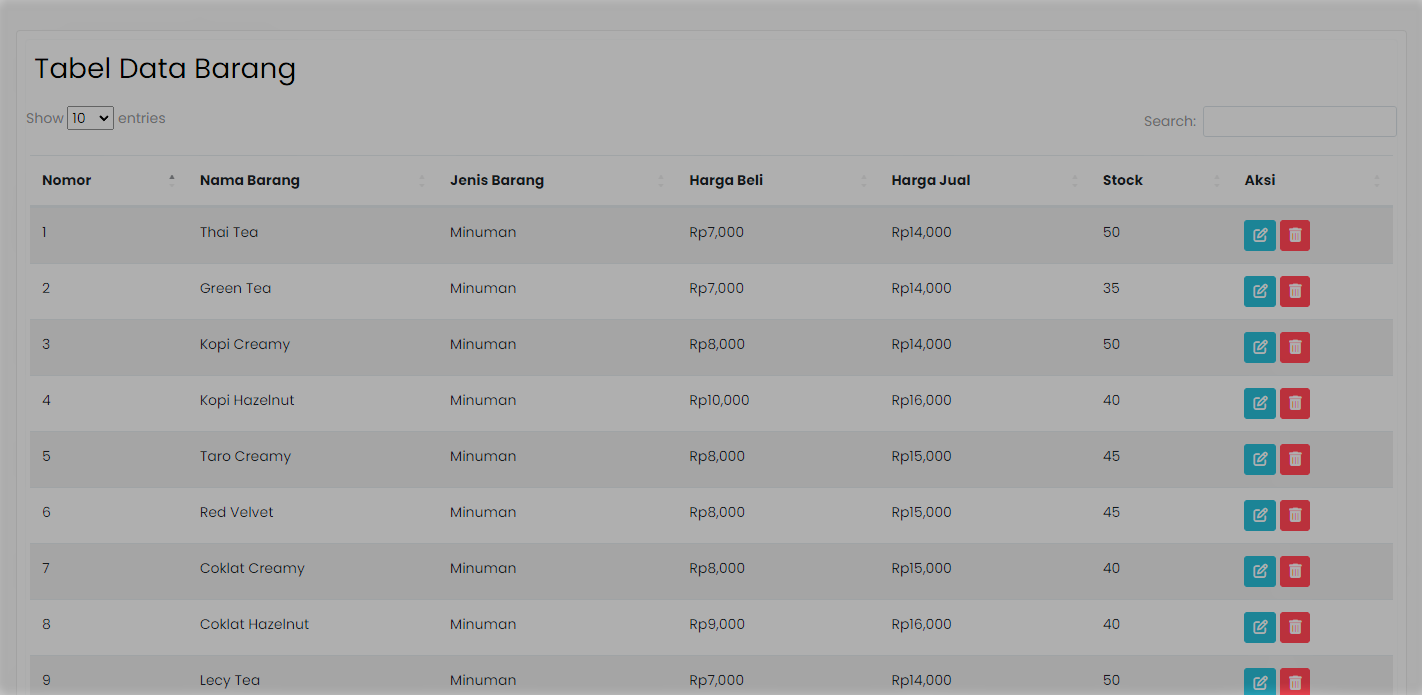 Tabel Data Barang
Show 10 entries
Search:
Nomor Nama Barang Jenis Barang Harga Beli Harga Jual Stock Aksi
1 Thai Tea Minuman Rp7,000 Rp14,000 50
2 Green Tea Minuman Rp7,000 Rp14,000 35
3 Kopi Creamy Minuman Rp8,000 Rp14,000 50
4 Kopi Hazelnut Minuman Rp10,000 Rp16,000 40
5 Taro Creamy Minuman Rp8,000 Rp15,000 45
6 Red Velvet Minuman Rp8,000 Rp15,000 45
7 Coklat Creamy Minuman Rp8,000 Rp15,000 40
8 Coklat Hazelnut Minuman Rp9,000 Rp16,000 40
9 Lecy Tea Minuman Rp7,000 Rp14,000 50